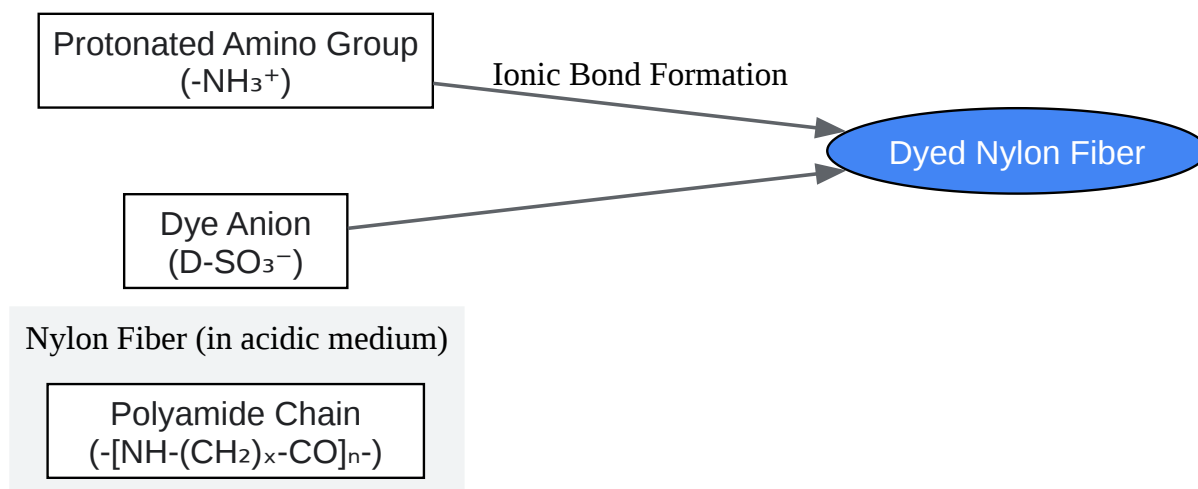 Protonated Amino Group
(-NH₃⁺)
Ionic Bond Formation
Dyed Nylon Fiber
Dye Anion
(D-SO₃⁻)
Nylon Fiber (in acidic medium)
Polyamide Chain
(-[NH-(CH₂)ₓ-CO]ₙ-)